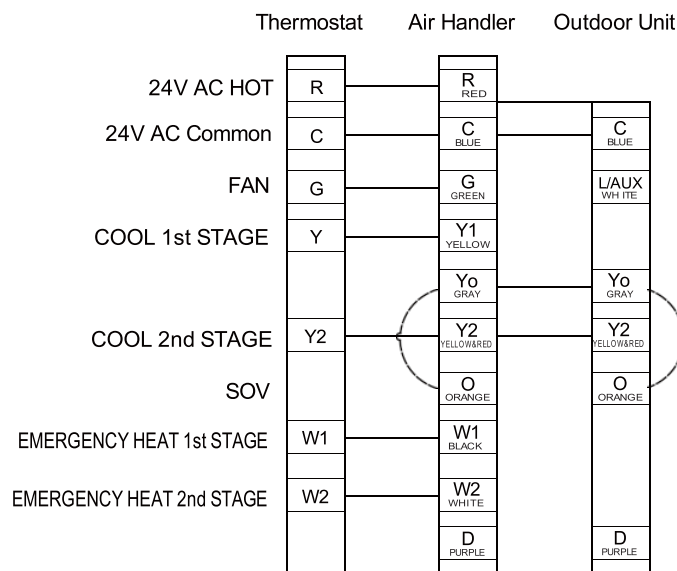 Thermostat Air Handler Outdoor Unit
24V AC HOT R R
RED
24V AC Common C C C
BLUE BLUE
FAN G G L/AUX
GREEN WH ITE
COOL 1st STAGE Y Y1
YELLOW
Yo Yo
GRAY GRAY
COOL 2nd STAGE Y2 Y2 Y2
YELLOW&RED YELLOW&RED
SOV O O
ORANGE ORANGE
EMERGENCY HEAT 1st STAGE W1 W1
BLACK
EMERGENCY HEAT 2nd STAGE W2 W2
WHITE
D D
PURPLE PURPLE